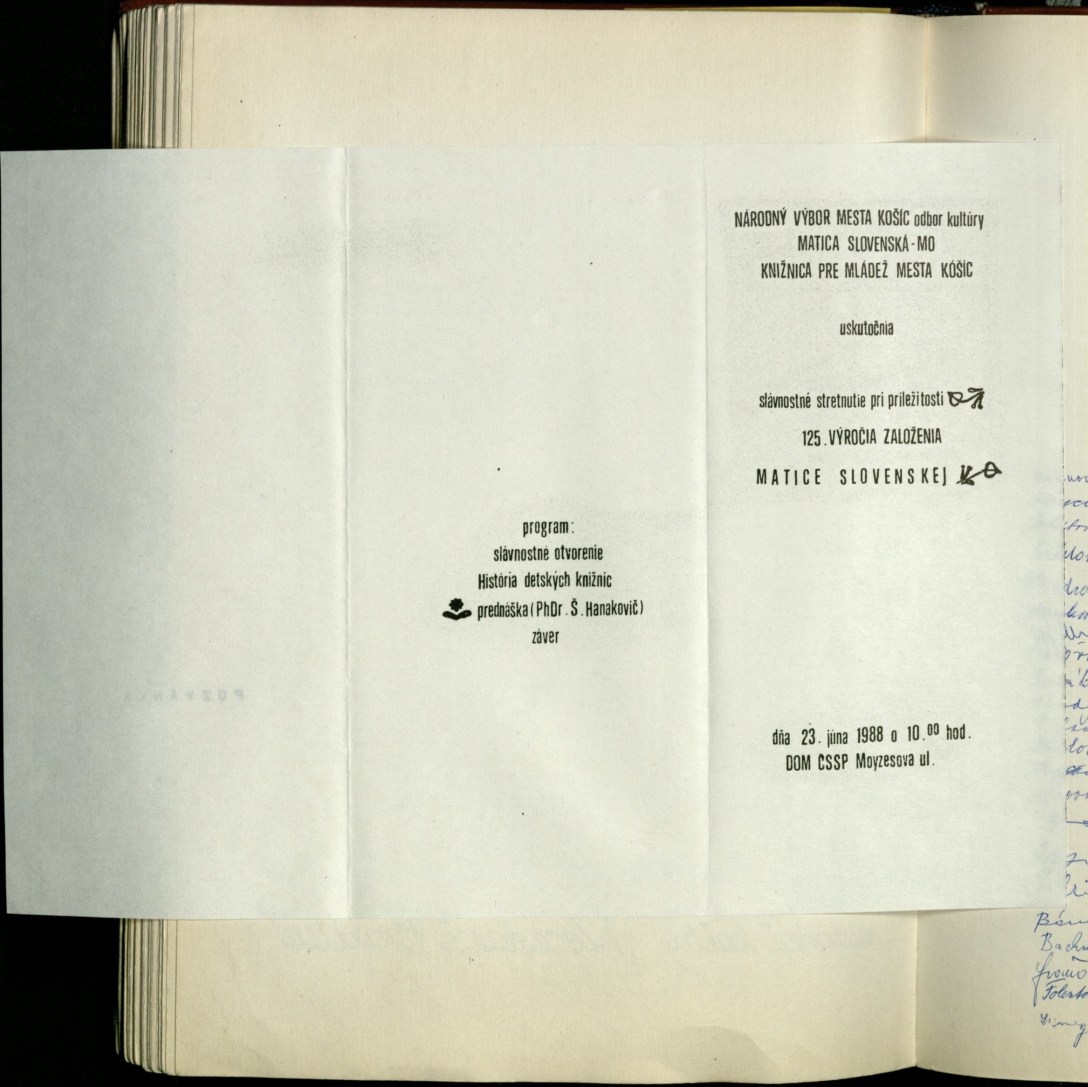 NÁRODNÝ VÝBOR MESTA KOŠÍC odbor kultúry
MATICA SLOVENSKÁ-MO
KNIŽNICA PRE MLÁDEŽ MESTA KOŠÍC
uskutočnia
slávnostné stretnutie pri príležitosti
125. VÝROČIA ZALOŽENIA
MATICE SLOVENSKEJ
dňa 23. júna 1988 o 10.00 hod.
DOM ČSSP Moyzesova ul.
program:
slávnostné otvorenie
História detských knižníc
prednáška (PhDr. Š. Hanakovič)
záver
POZVÁNKA